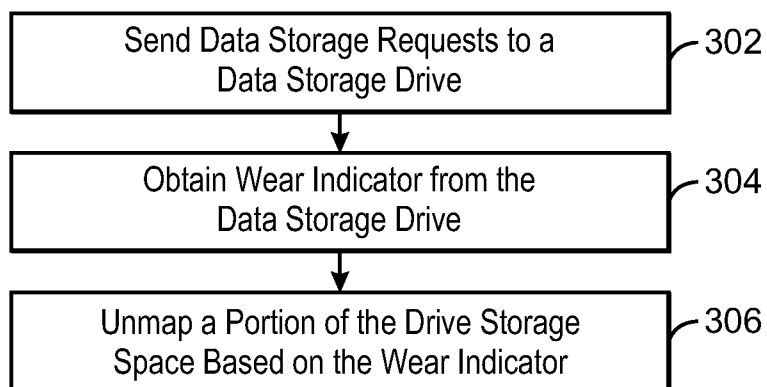 Send Data Storage Requests to a
Data Storage Drive
302
Obtain Wear Indicator from the
Data Storage Drive
304
Unmap a Portion of the Drive Storage
Space Based on the Wear Indicator
306